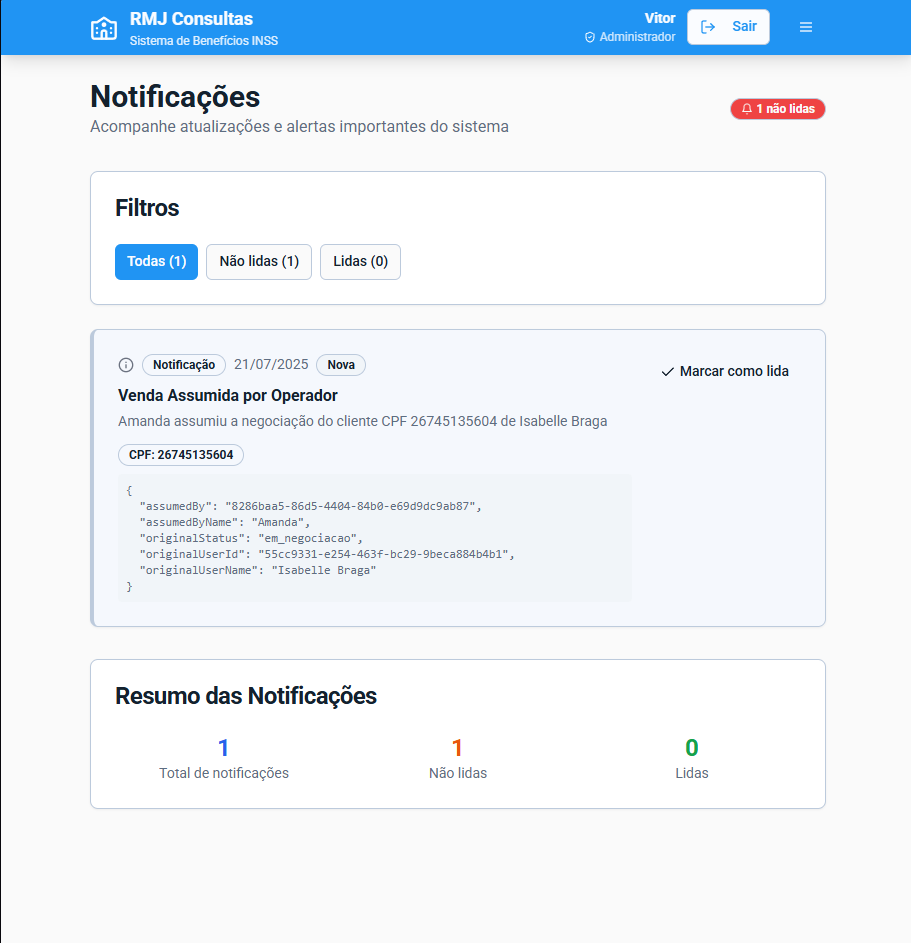 RMJ Consultas
Sistema de Benefícios INSS
Vitor
Administrador
Sair
Notificações
Acompanhe atualizações e alertas importantes do sistema
1 não lidas
Filtros
Todas (1) Não lidas (1) Lidas (0)
Notificação 21/07/2025 Nova
Marcar como lida
Venda Assumida por Operador
Amanda assumiu a negociação do cliente CPF 26745135604 de Isabelle Braga
CPF: 26745135604
{
  "assumedBy": "8286baa5-86d5-4404-84b0-e69d9dc9ab87",
  "assumedByName": "Amanda",
  "originalStatus": "em_negociacao",
  "originalUserId": "55cc9331-e254-463f-bc29-9beca884b4b1",
  "originalUserName": "Isabelle Braga"
}
Resumo das Notificações
1 1 0
Total de notificações Não lidas Lidas